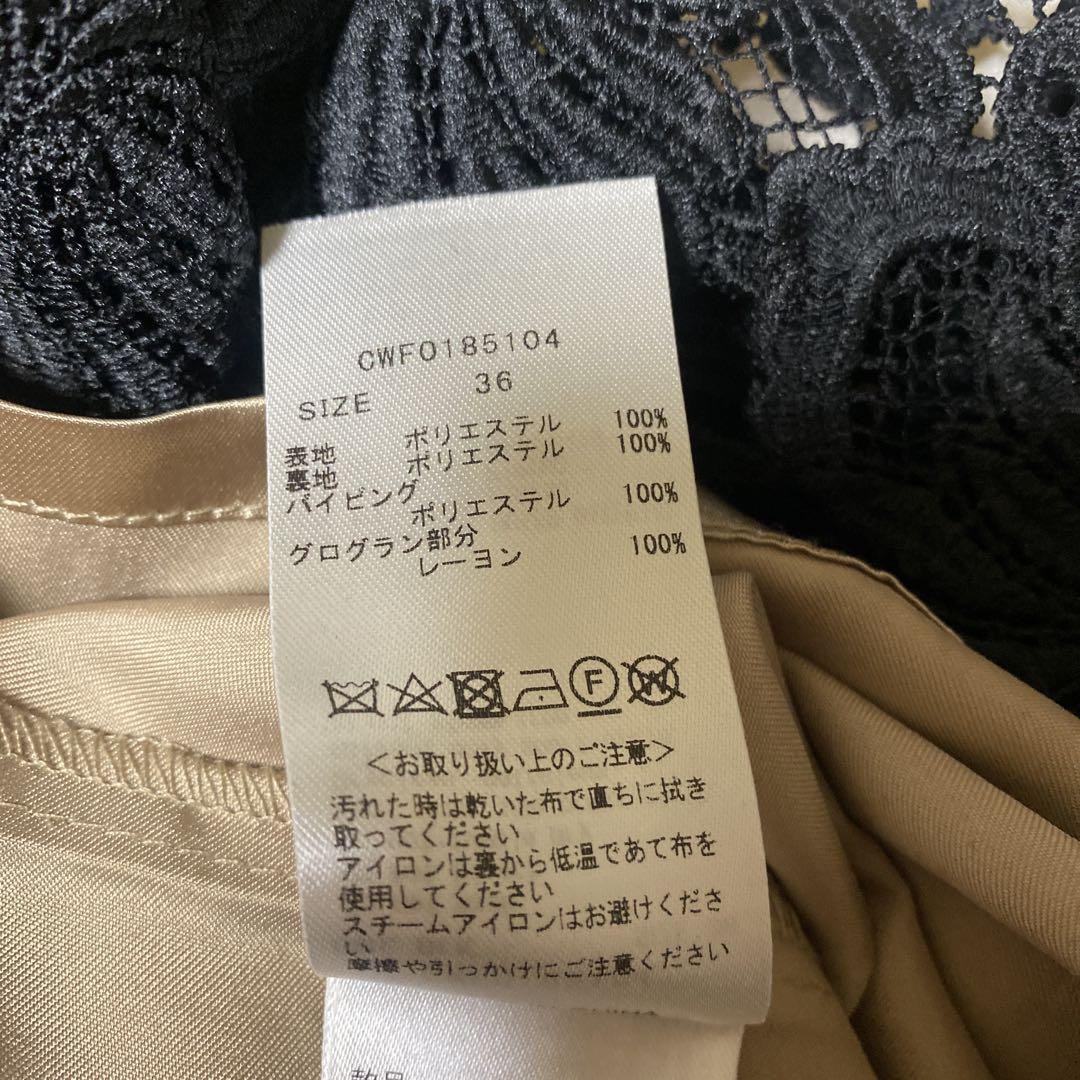 CWF0185104
SIZE 36
表地 ポリエステル 100%
裏地 ポリエステル 100%
パイピング
ポリエステル 100%
グログラン部分
レーヨン 100%
F W
<お取り扱い上のご注意>
汚れた時は乾いた布で直ちに拭き
取ってください
アイロンは裏から低温であて布を
使用してください
スチームアイロンはお避けくださ
い
摩擦や引っかけにご注意ください